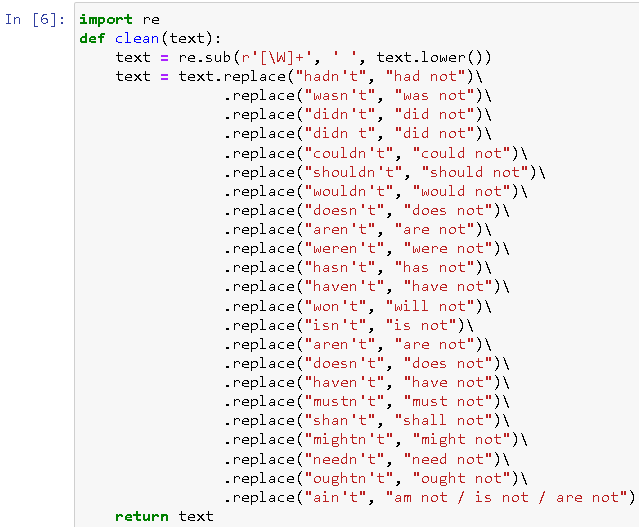 In [6]: import re
def clean(text):
    text = re.sub(r'[\W]+', ' ', text.lower())
    text = text.replace("hadn't", "had not")\
               .replace("wasn't", "was not")\
               .replace("didn't", "did not")\
               .replace("didn t", "did not")\
               .replace("couldn't", "could not")\
               .replace("shouldn't", "should not")\
               .replace("wouldn't", "would not")\
               .replace("doesn't", "does not")\
               .replace("aren't", "are not")\
               .replace("weren't", "were not")\
               .replace("hasn't", "has not")\
               .replace("haven't", "have not")\
               .replace("won't", "will not")\
               .replace("isn't", "is not")\
               .replace("aren't", "are not")\
               .replace("doesn't", "does not")\
               .replace("haven't", "have not")\
               .replace("mustn't", "must not")\
               .replace("shan't", "shall not")\
               .replace("mightn't", "might not")\
               .replace("needn't", "need not")\
               .replace("oughtn't", "ought not")\
               .replace("ain't", "am not / is not / are not")
    return text